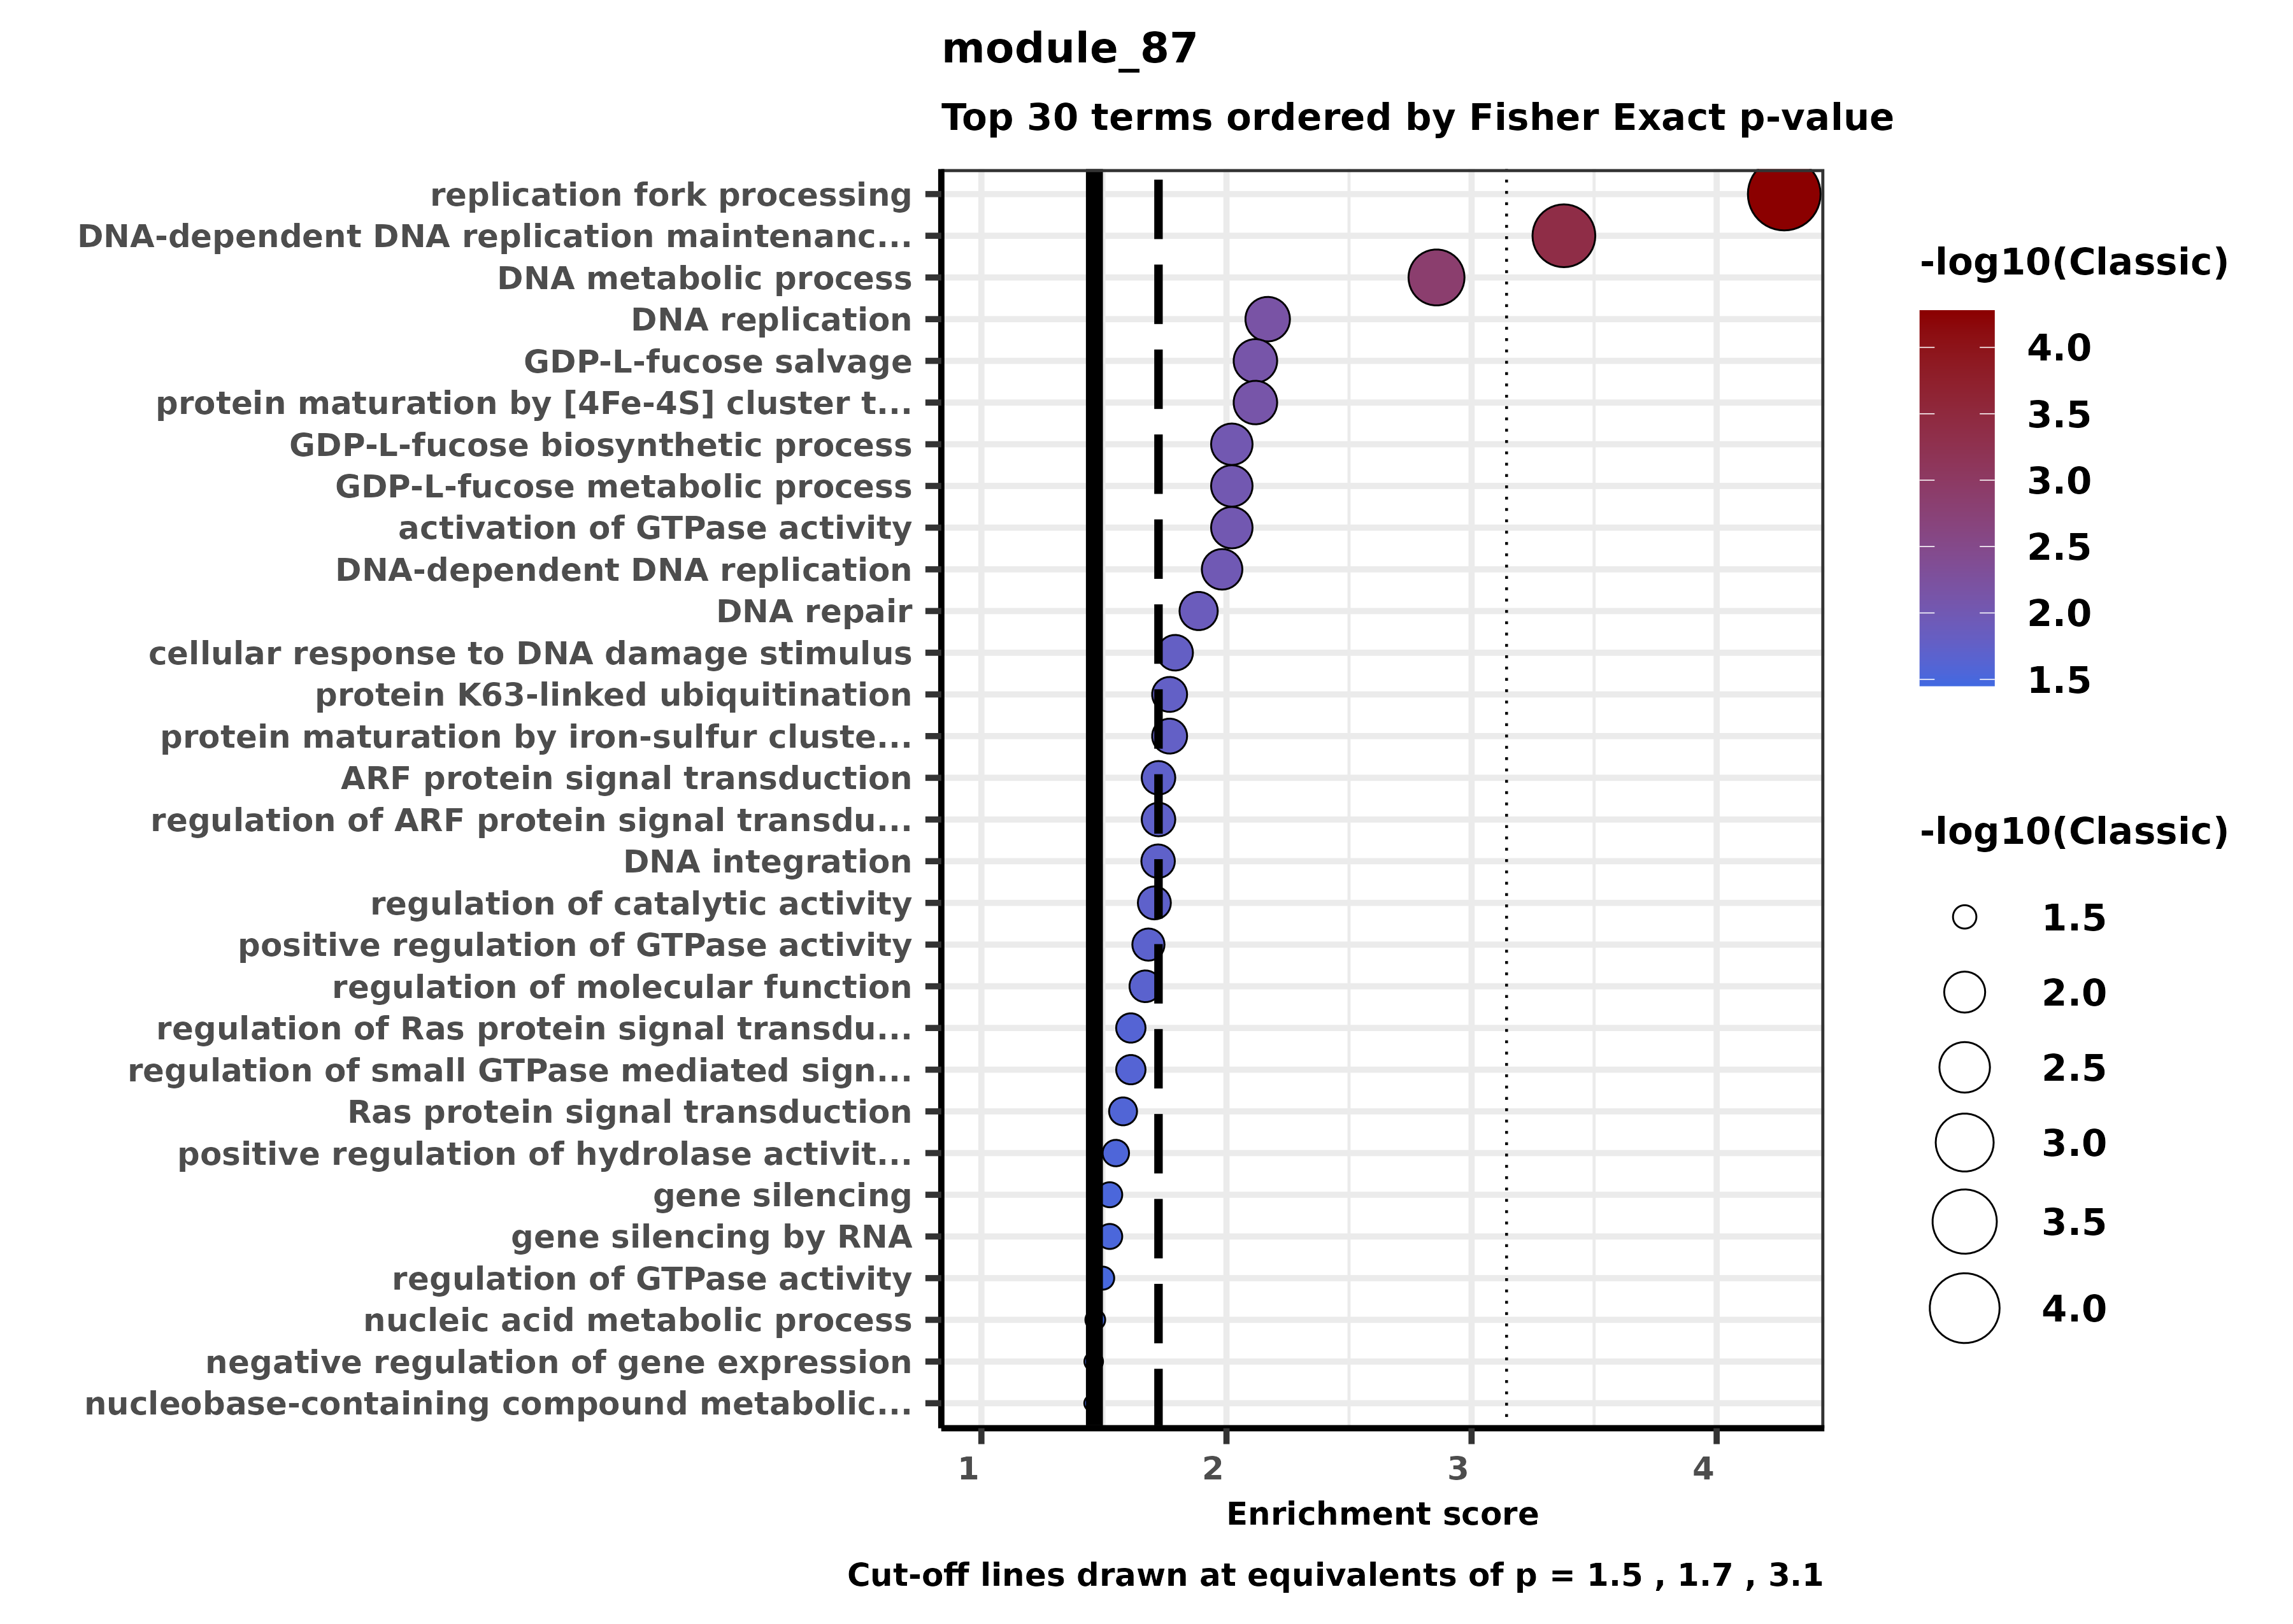 module_87
Top 30 terms ordered by Fisher Exact p-value
replication fork processing
DNA-dependent DNA replication maintenanc...
DNA metabolic process
DNA replication
GDP-L-fucose salvage
protein maturation by [4Fe-4S] cluster t...
GDP-L-fucose biosynthetic process
GDP-L-fucose metabolic process
activation of GTPase activity
DNA-dependent DNA replication
DNA repair
cellular response to DNA damage stimulus
protein K63-linked ubiquitination
protein maturation by iron-sulfur cluste...
ARF protein signal transduction
regulation of ARF protein signal transdu...
DNA integration
regulation of catalytic activity
positive regulation of GTPase activity
regulation of molecular function
regulation of Ras protein signal transdu...
regulation of small GTPase mediated sign...
Ras protein signal transduction
positive regulation of hydrolase activit...
gene silencing
gene silencing by RNA
regulation of GTPase activity
nucleic acid metabolic process
negative regulation of gene expression
nucleobase-containing compound metabolic...
1 2 3 4
Enrichment score
Cut-off lines drawn at equivalents of p = 1.5 , 1.7 , 3.1
-log10(Classic)
4.0
3.5
3.0
2.5
2.0
1.5
-log10(Classic)
1.5
2.0
2.5
3.0
3.5
4.0